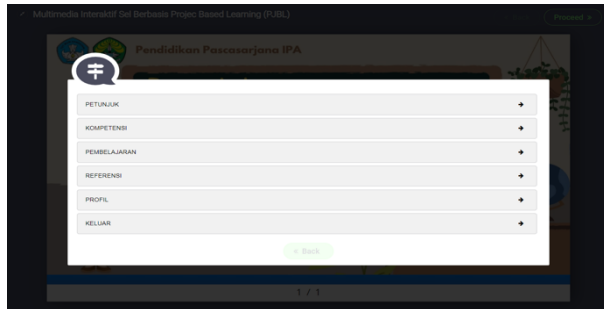 Multimedia Interaktif Sel Berbasis Projec Based Learning (PJBL)
Proceed >
Pendidikan Pascasarjana IPA
PETUNJUK
KOMPETENSI
PEMBELAJARAN
REFERENSI
PROFIL
KELUAR
< Back
1 / 1